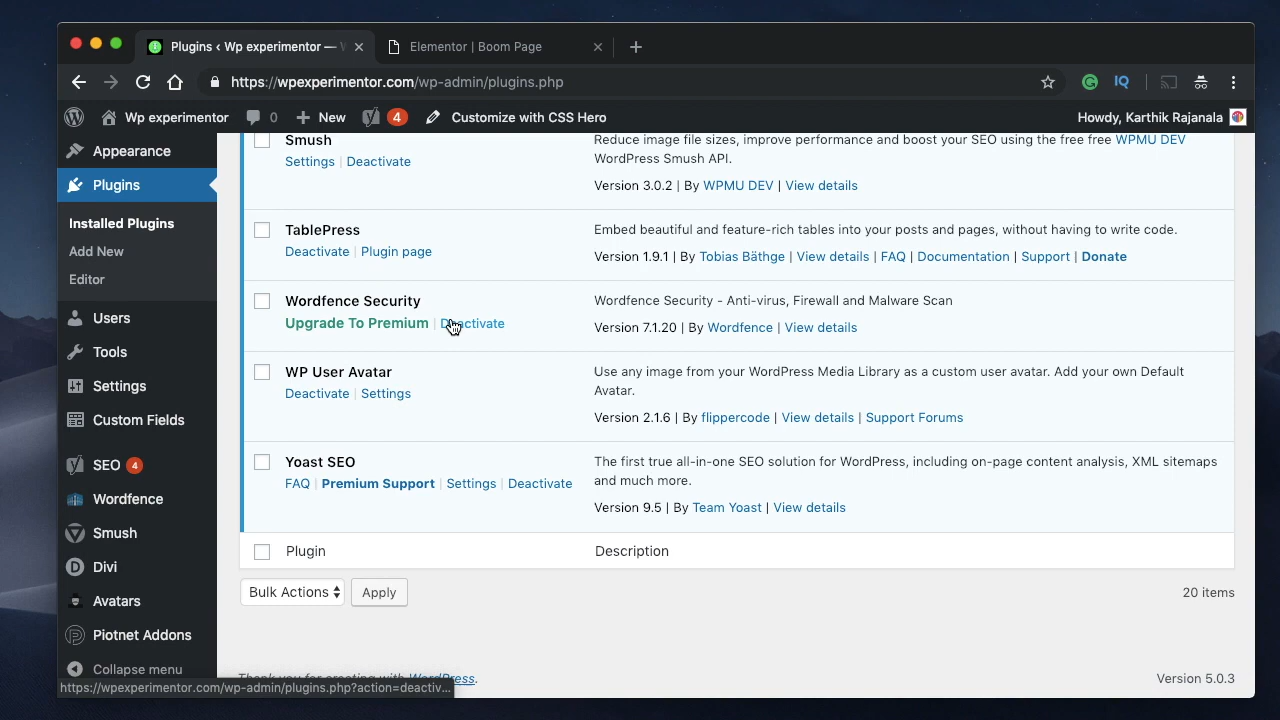 Plugins ‹ Wp experimentor —
Elementor | Boom Page
https://wpexperimentor.com/wp-admin/plugins.php
Wp experimentor
0
New
4
Customize with CSS Hero
Howdy, Karthik Rajanala
Appearance
Plugins
Installed Plugins
Add New
Editor
Users
Tools
Settings
Custom Fields
SEO 4
Wordfence
Smush
Divi
Avatars
Piotnet Addons
Collapse menu
Smush
Settings | Deactivate
Reduce image file sizes, improve performance and boost your SEO using the free free WPMU DEV
WordPress Smush API.
Version 3.0.2 | By WPMU DEV | View details
TablePress
Deactivate | Plugin page
Embed beautiful and feature-rich tables into your posts and pages, without having to write code.
Version 1.9.1 | By Tobias Bäthge | View details | FAQ | Documentation | Support | Donate
Wordfence Security
Upgrade To Premium | Deactivate
Wordfence Security - Anti-virus, Firewall and Malware Scan
Version 7.1.20 | By Wordfence | View details
WP User Avatar
Deactivate | Settings
Use any image from your WordPress Media Library as a custom user avatar. Add your own Default
Avatar.
Version 2.1.6 | By flippercode | View details | Support Forums
Yoast SEO
FAQ | Premium Support | Settings | Deactivate
The first true all-in-one SEO solution for WordPress, including on-page content analysis, XML sitemaps
and much more.
Version 9.5 | By Team Yoast | View details
Plugin
Description
Bulk Actions
Apply
20 items
Thank you for creating with WordPress.
Version 5.0.3
https://wpexperimentor.com/wp-admin/plugins.php?action=deactiv...